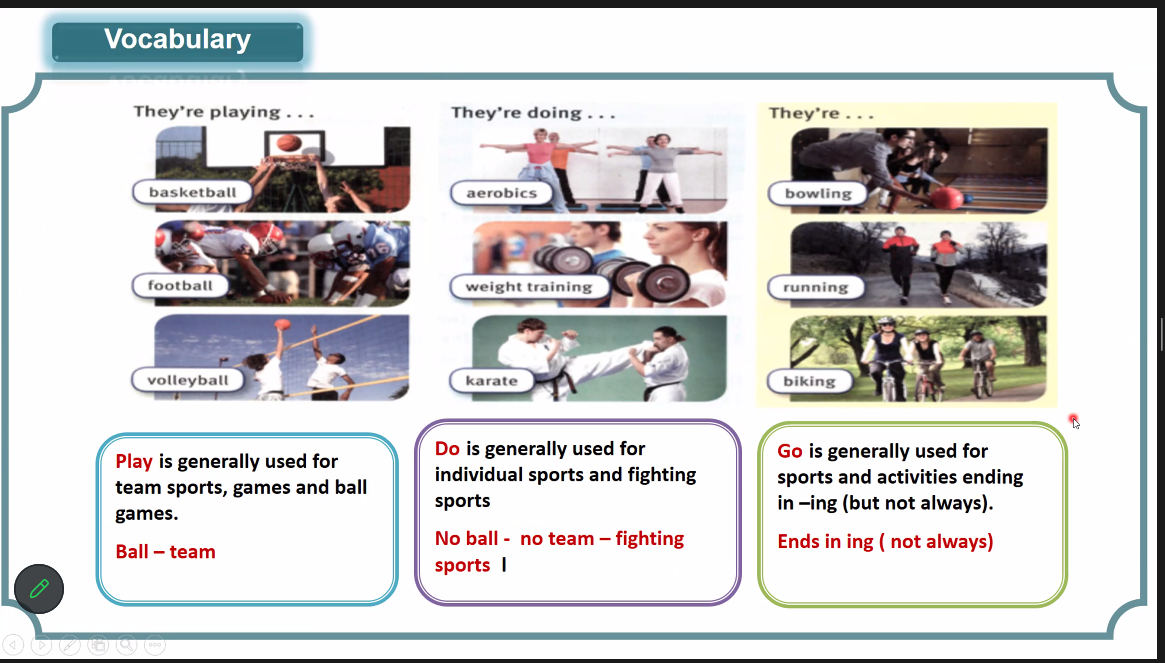 Vocabulary
They're playing . . .
basketball
football
volleyball
They're doing . . .
aerobics
weight training
karate
They're . . .
bowling
running
biking
Play is generally used for
team sports, games and ball
games.
Ball – team
Do is generally used for
individual sports and fighting
sports
No ball - no team – fighting
sports
Go is generally used for
sports and activities ending
in –ing (but not always).
Ends in ing ( not always)